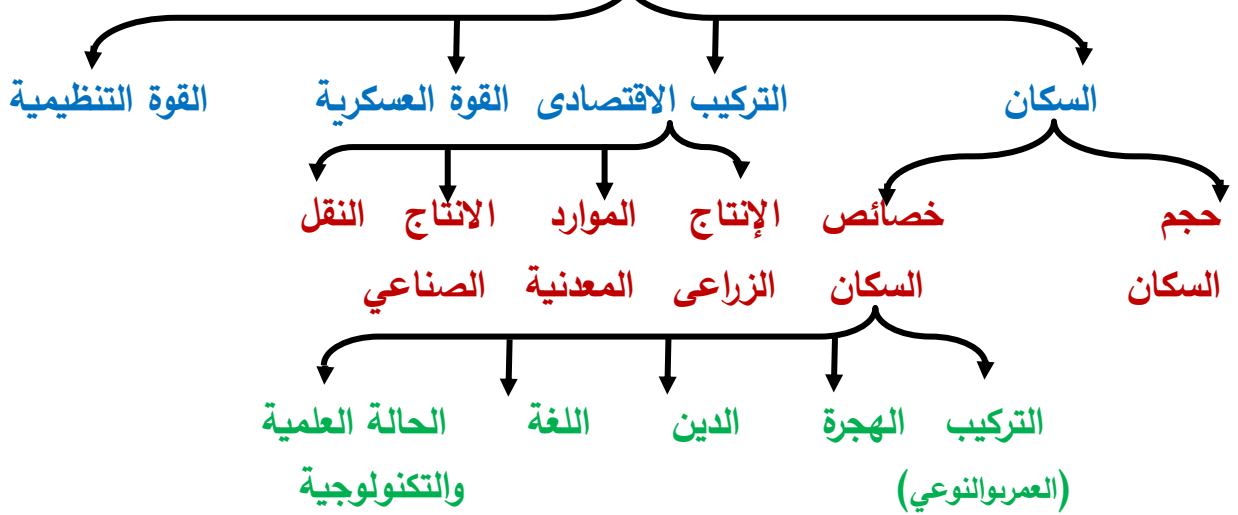 السكان التركيب الاقتصادى القوة العسكرية القوة التنظيمية
حجم خصائص الإنتاج الموارد الانتاج النقل
السكان السكان الزراعى المعدنية الصناعي
التركيب الهجرة الدين اللغة الحالة العلمية
(العمربوالنوعي) والتكنولوجية